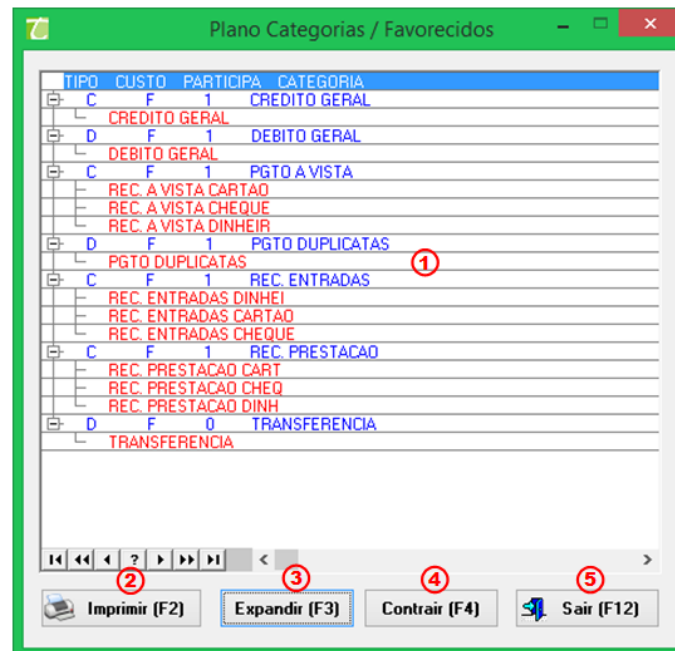 Plano Categorias / Favorecidos
TIPO CUSTO PARTICIPA CATEGORIA
C F 1 CREDITO GERAL
CREDITO GERAL
D F 1 DEBITO GERAL
DEBITO GERAL
C F 1 PGTO A VISTA
REC. A VISTA CARTAO
REC. A VISTA CHEQUE
REC. A VISTA DINHEIR
D F 1 PGTO DUPLICATAS
PGTO DUPLICATAS 1
C F 1 REC. ENTRADAS
REC. ENTRADAS DINHEI
REC. ENTRADAS CARTAO
REC. ENTRADAS CHEQUE
C F 1 REC. PRESTACAO
REC. PRESTACAO CART
REC. PRESTACAO CHEQ
REC. PRESTACAO DINH
D F 0 TRANSFERENCIA
TRANSFERENCIA
?
2 3 4 5
Imprimir (F2) Expandir (F3) Contrair (F4) Sair (F12)